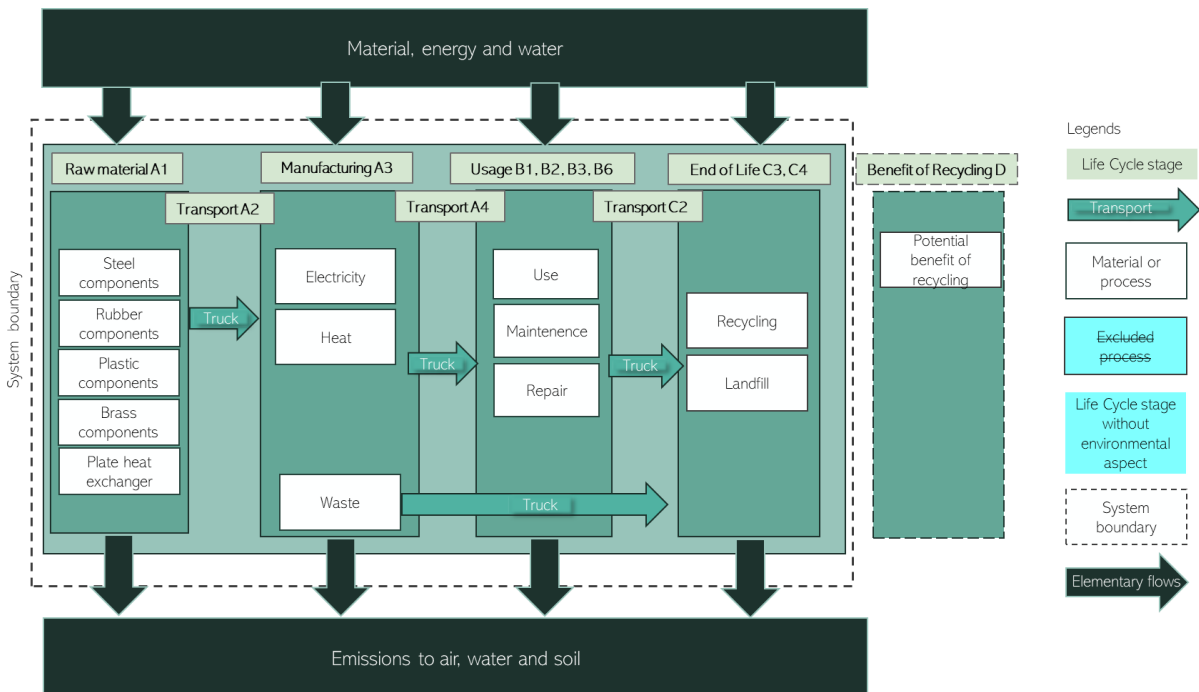 Material, energy and water
System boundary
Raw material A1
Manufacturing A3
Usage B1, B2, B3, B6
End of Life C3, C4
Benefit of Recycling D
Transport A2
Transport A4
Transport C2
Steel
components
Rubber
components
Plastic
components
Brass
components
Plate heat
exchanger
Truck
Electricity
Heat
Waste
Truck
Use
Maintenence
Repair
Truck
Truck
Recycling
Landfill
Potential
benefit of
recycling
Emissions to air, water and soil
Legends
Life Cycle stage
Transport
Material or
process
Excluded
process
Life Cycle stage
without
environmental
aspect
System
boundary
Elementary flows